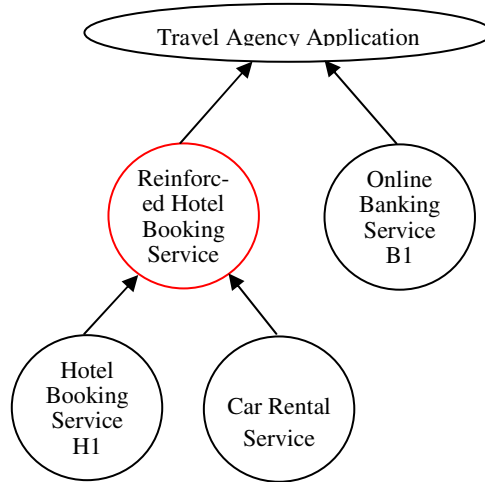 Travel Agency Application
Reinforc-
ed Hotel
Booking
Service
Online
Banking
Service
B1
Hotel
Booking
Service
H1
Car Rental
Service